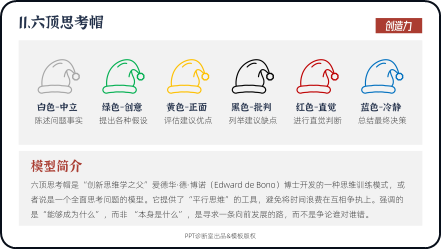 11.六顶思考帽
创造力
白色-中立 绿色-创意 黄色-正面 黑色-批判 红色-直觉 蓝色-冷静
陈述问题事实 提出各种假设 评估建议优点 列举建议缺点 进行直觉判断 总结最终决策
模型简介
六顶思考帽是“创新思维学之父”爱德华·德·博诺（Edward de Bono）博士开发的一种思维训练模式，或
者说是一个全面思考问题的模型。它提供了“平行思维”的工具，避免将时间浪费在互相争执上。强调的
是“能够成为什么”，而非 “本身是什么”，是寻求一条向前发展的路，而不是争论谁对谁错。
PPT诊断室出品&模板版权